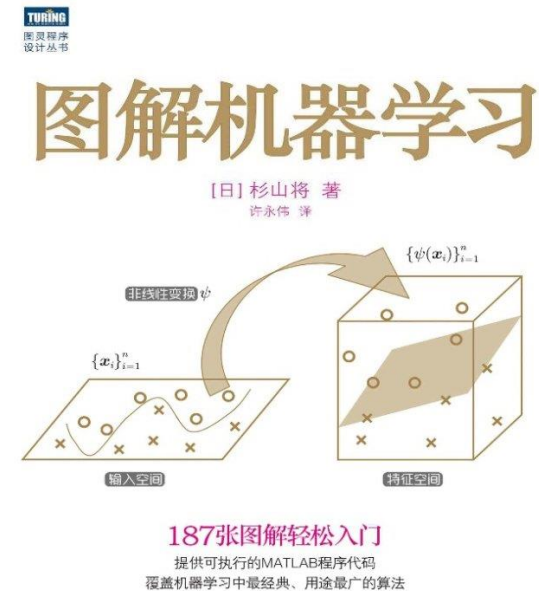 TURING
图灵程序
设计丛书
图解机器学习
[日] 杉山将 著
许永伟 译
{ψ(xᵢ)}ⁿᵢ₌₁
非线性变换 ψ
{xᵢ}ⁿᵢ₌₁
输入空间
特征空间
187张图解轻松入门
提供可执行的MATLAB程序代码
覆盖机器学习中最经典、用途最广的算法